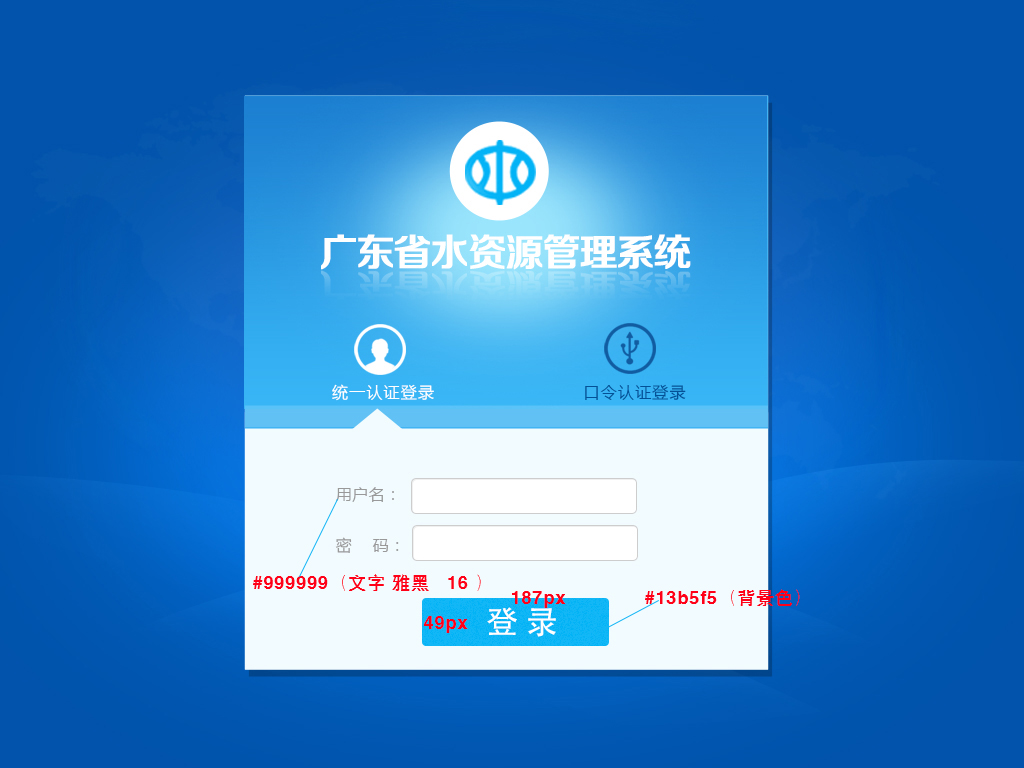 广东省水资源管理系统
统一认证登录 口令认证登录
用户名：
密 码：
#999999（文字 雅黑 16 ）
187px
#13b5f5（背景色）
49px 登 录